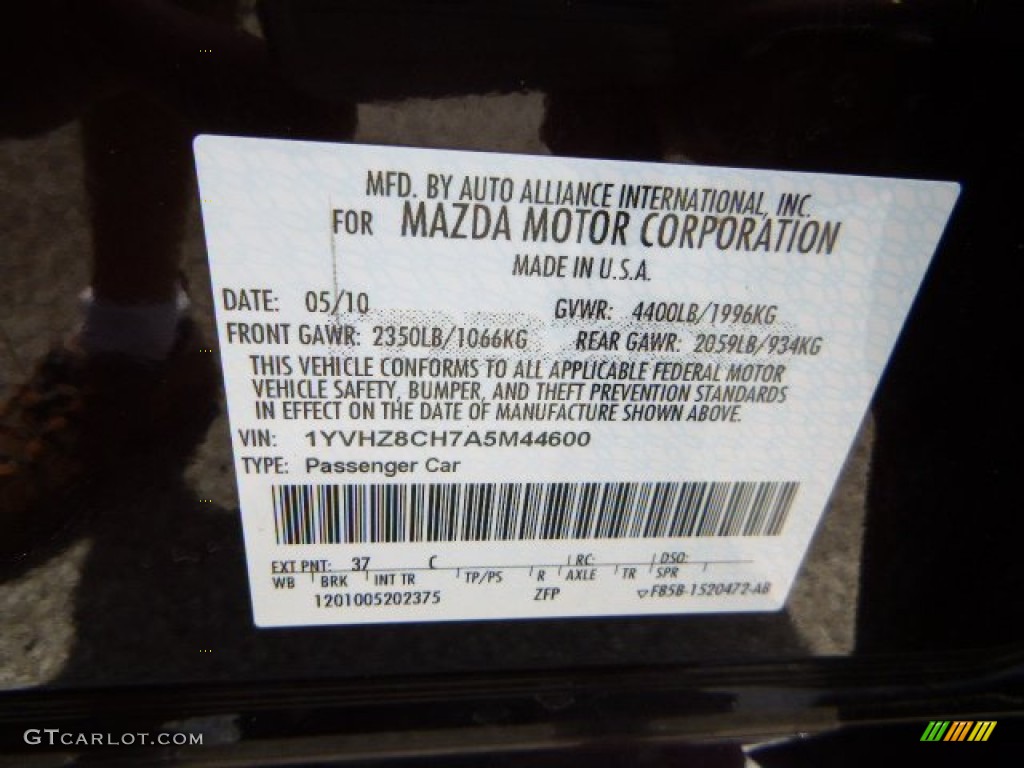 MFD. BY AUTO ALLIANCE INTERNATIONAL, INC.
FOR MAZDA MOTOR CORPORATION
MADE IN U.S.A.
DATE: 05/10 GVWR: 4400LB/1996KG
FRONT GAWR: 2350LB/1066KG REAR GAWR: 2059LB/934KG
THIS VEHICLE CONFORMS TO ALL APPLICABLE FEDERAL MOTOR
VEHICLE SAFETY, BUMPER, AND THEFT PREVENTION STANDARDS
IN EFFECT ON THE DATE OF MANUFACTURE SHOWN ABOVE.
VIN: 1YVHZ8CH7A5M44600
TYPE: Passenger Car
EXT PNT: 37 C RC: DSO:
WB BRK INT TR TP/PS R AXLE TR SPR
1201005202375 ZFP F85B-1520472-AB
GTCARLOT.COM